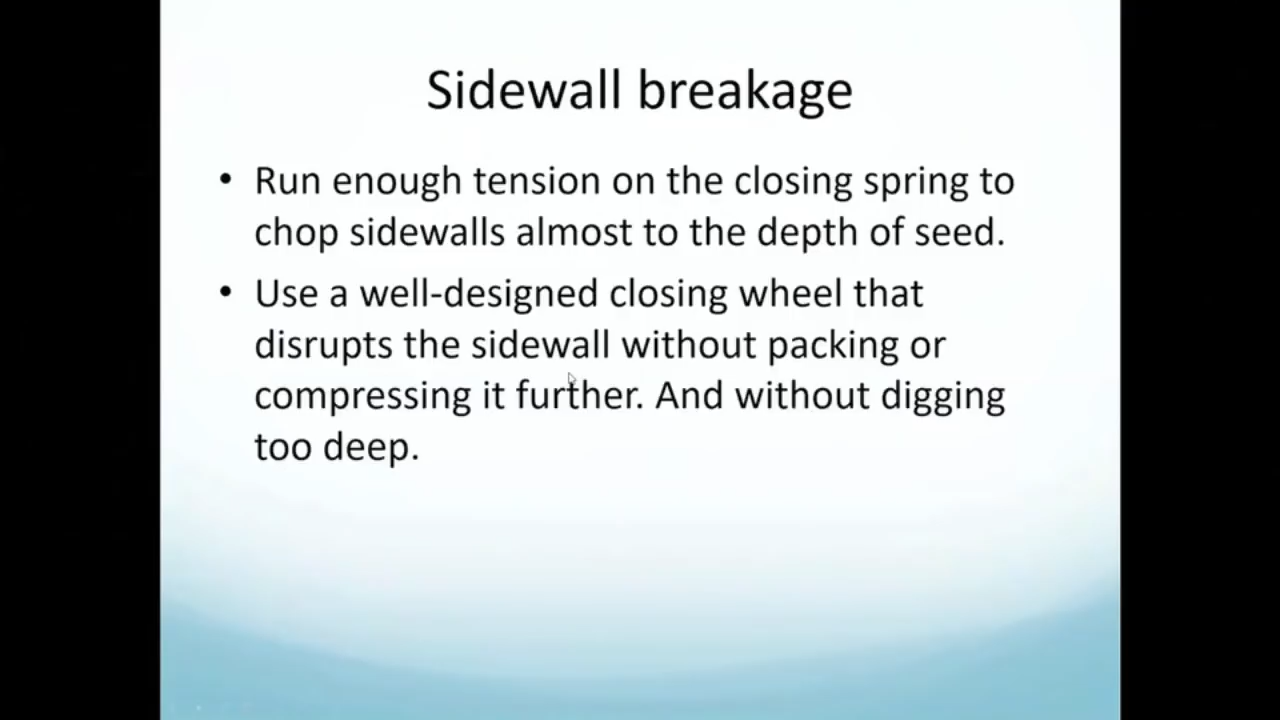 Sidewall breakage
• Run enough tension on the closing spring to
chop sidewalls almost to the depth of seed.
• Use a well-designed closing wheel that
disrupts the sidewall without packing or
compressing it further. And without digging
too deep.